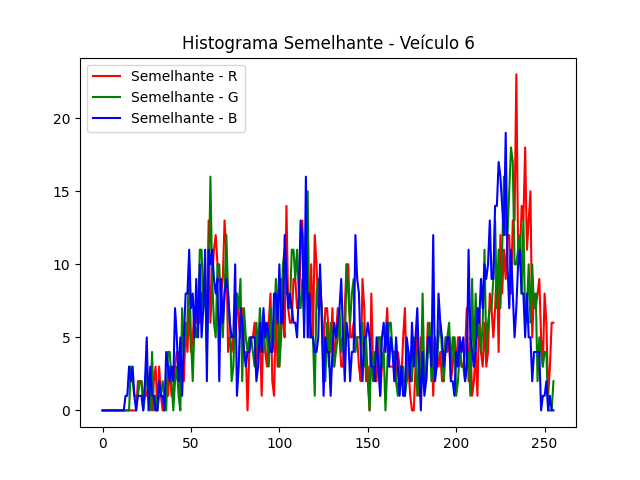 Histograma Semelhante - Veículo 6
Semelhante - R
Semelhante - G
Semelhante - B
20
15
10
5
0
0 50 100 150 200 250